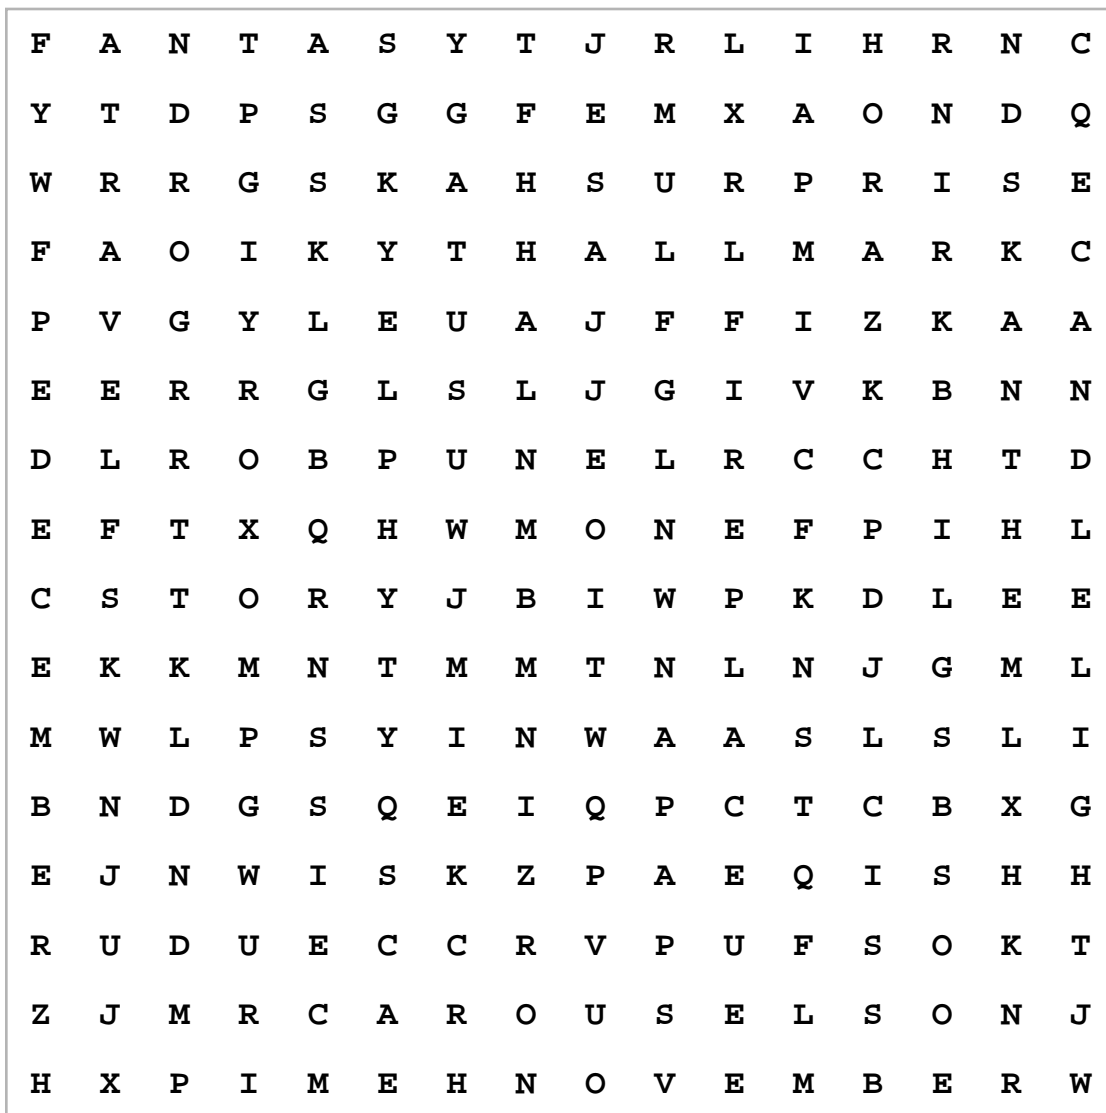 F A N T A S Y T J R L I H R N C
Y T D P S G G F E M X A O N D Q
W R R G S K A H S U R P R I S E
F A O I K Y T H A L L M A R K C
P V G Y L E U A J F F I Z K A A
E E R R G L S L J G I V K B N N
D L R O B P U N E L R C C H T D
E F T X Q H W M O N E F P I H L
C S T O R Y J B I W P K D L E E
E K K M N T M M T N L N J G M L
M W L P S Y I N W A A S L S L I
B N D G S Q E I Q P C T C B X G
E J N W I S K Z P A E Q I S H H
R U D U E C C R V P U F S O K T
Z J M R C A R O U S E L S O N J
H X P I M E H N O V E M B E R W